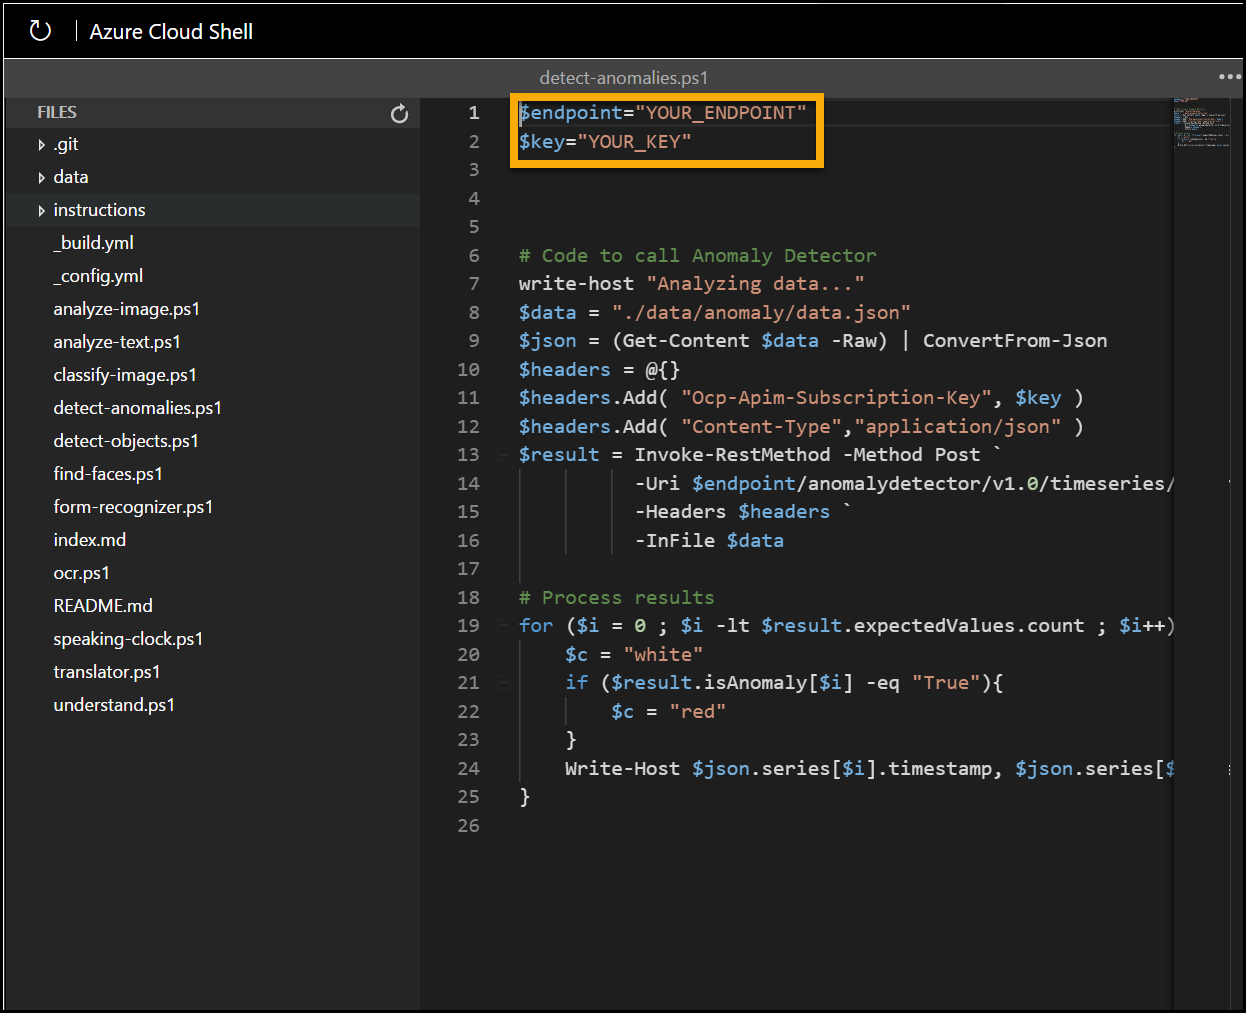 Azure Cloud Shell
detect-anomalies.ps1
FILES
.git
data
instructions
_build.yml
_config.yml
analyze-image.ps1
analyze-text.ps1
classify-image.ps1
detect-anomalies.ps1
detect-objects.ps1
find-faces.ps1
form-recognizer.ps1
index.md
ocr.ps1
README.md
speaking-clock.ps1
translator.ps1
understand.ps1
1 $endpoint="YOUR_ENDPOINT"
2 $key="YOUR_KEY"
3
4
5
6 # Code to call Anomaly Detector
7 write-host "Analyzing data..."
8 $data = "./data/anomaly/data.json"
9 $json = (Get-Content $data -Raw) | ConvertFrom-Json
10 $headers = @{}
11 $headers.Add( "Ocp-Apim-Subscription-Key", $key )
12 $headers.Add( "Content-Type","application/json" )
13 $result = Invoke-RestMethod -Method Post `
14 -Uri $endpoint/anomalydetector/v1.0/timeseries/
15 -Headers $headers `
16 -InFile $data
17
18 # Process results
19 for ($i = 0 ; $i -lt $result.expectedValues.count ; $i++)
20 $c = "white"
21 if ($result.isAnomaly[$i] -eq "True"){
22 $c = "red"
23 }
24 Write-Host $json.series[$i].timestamp, $json.series[$
25 }
26